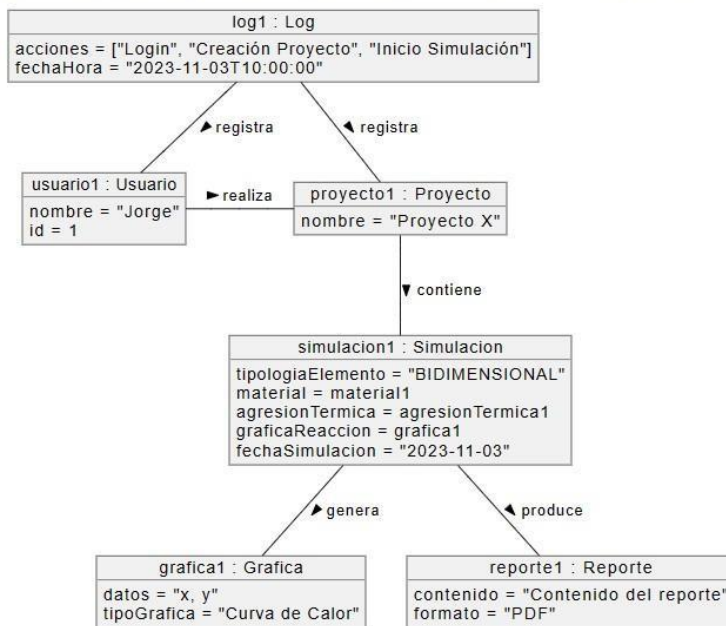 log1 : Log
acciones = ["Login", "Creación Proyecto", "Inicio Simulación"]
fechaHora = "2023-11-03T10:00:00"
registra
registra
usuario1 : Usuario
nombre = "Jorge"
id = 1
realiza
proyecto1 : Proyecto
nombre = "Proyecto X"
contiene
simulacion1 : Simulacion
tipologiaElemento = "BIDIMENSIONAL"
material = material1
agresionTermica = agresionTermica1
graficaReaccion = grafica1
fechaSimulacion = "2023-11-03"
genera
produce
grafica1 : Grafica
datos = "x, y"
tipoGrafica = "Curva de Calor"
reporte1 : Reporte
contenido = "Contenido del reporte"
formato = "PDF"